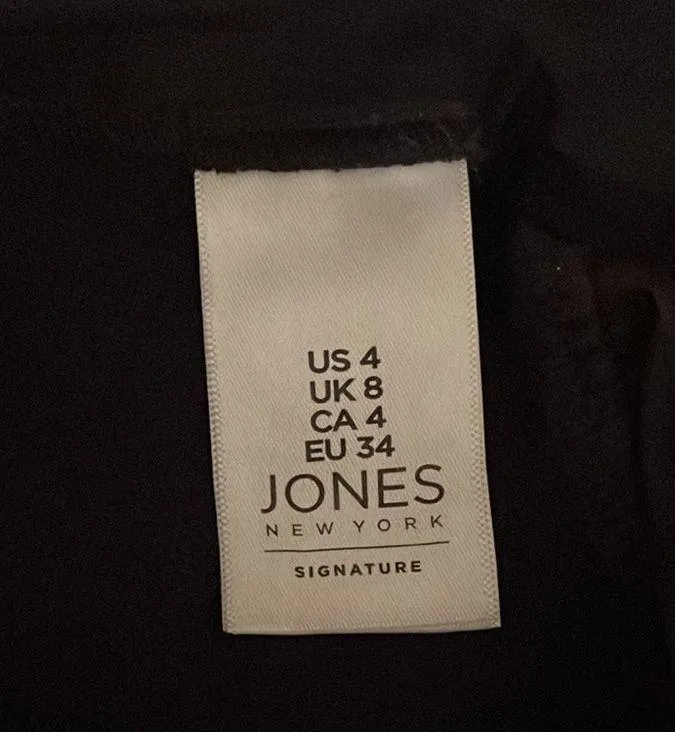 US 4
UK 8
CA 4
EU 34
JONES
NEW YORK
SIGNATURE